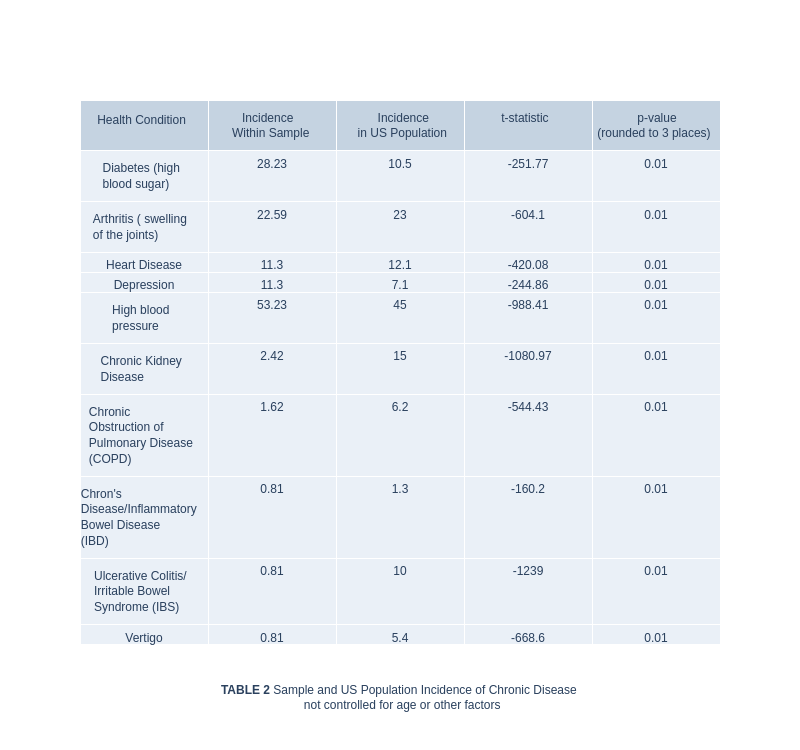 Health Condition
Incidence
Within Sample
Incidence
in US Population
t-statistic
p-value
(rounded to 3 places)
Diabetes (high
blood sugar)
28.23
10.5
-251.77
0.01
Arthritis ( swelling
of the joints)
22.59
23
-604.1
0.01
Heart Disease
11.3
12.1
-420.08
0.01
Depression
11.3
7.1
-244.86
0.01
High blood
pressure
53.23
45
-988.41
0.01
Chronic Kidney
Disease
2.42
15
-1080.97
0.01
Chronic
Obstruction of
Pulmonary Disease
(COPD)
1.62
6.2
-544.43
0.01
Chron's
Disease/Inflammatory
Bowel Disease
(IBD)
0.81
1.3
-160.2
0.01
Ulcerative Colitis/
Irritable Bowel
Syndrome (IBS)
0.81
10
-1239
0.01
Vertigo
0.81
5.4
-668.6
0.01
TABLE 2 Sample and US Population Incidence of Chronic Disease
not controlled for age or other factors